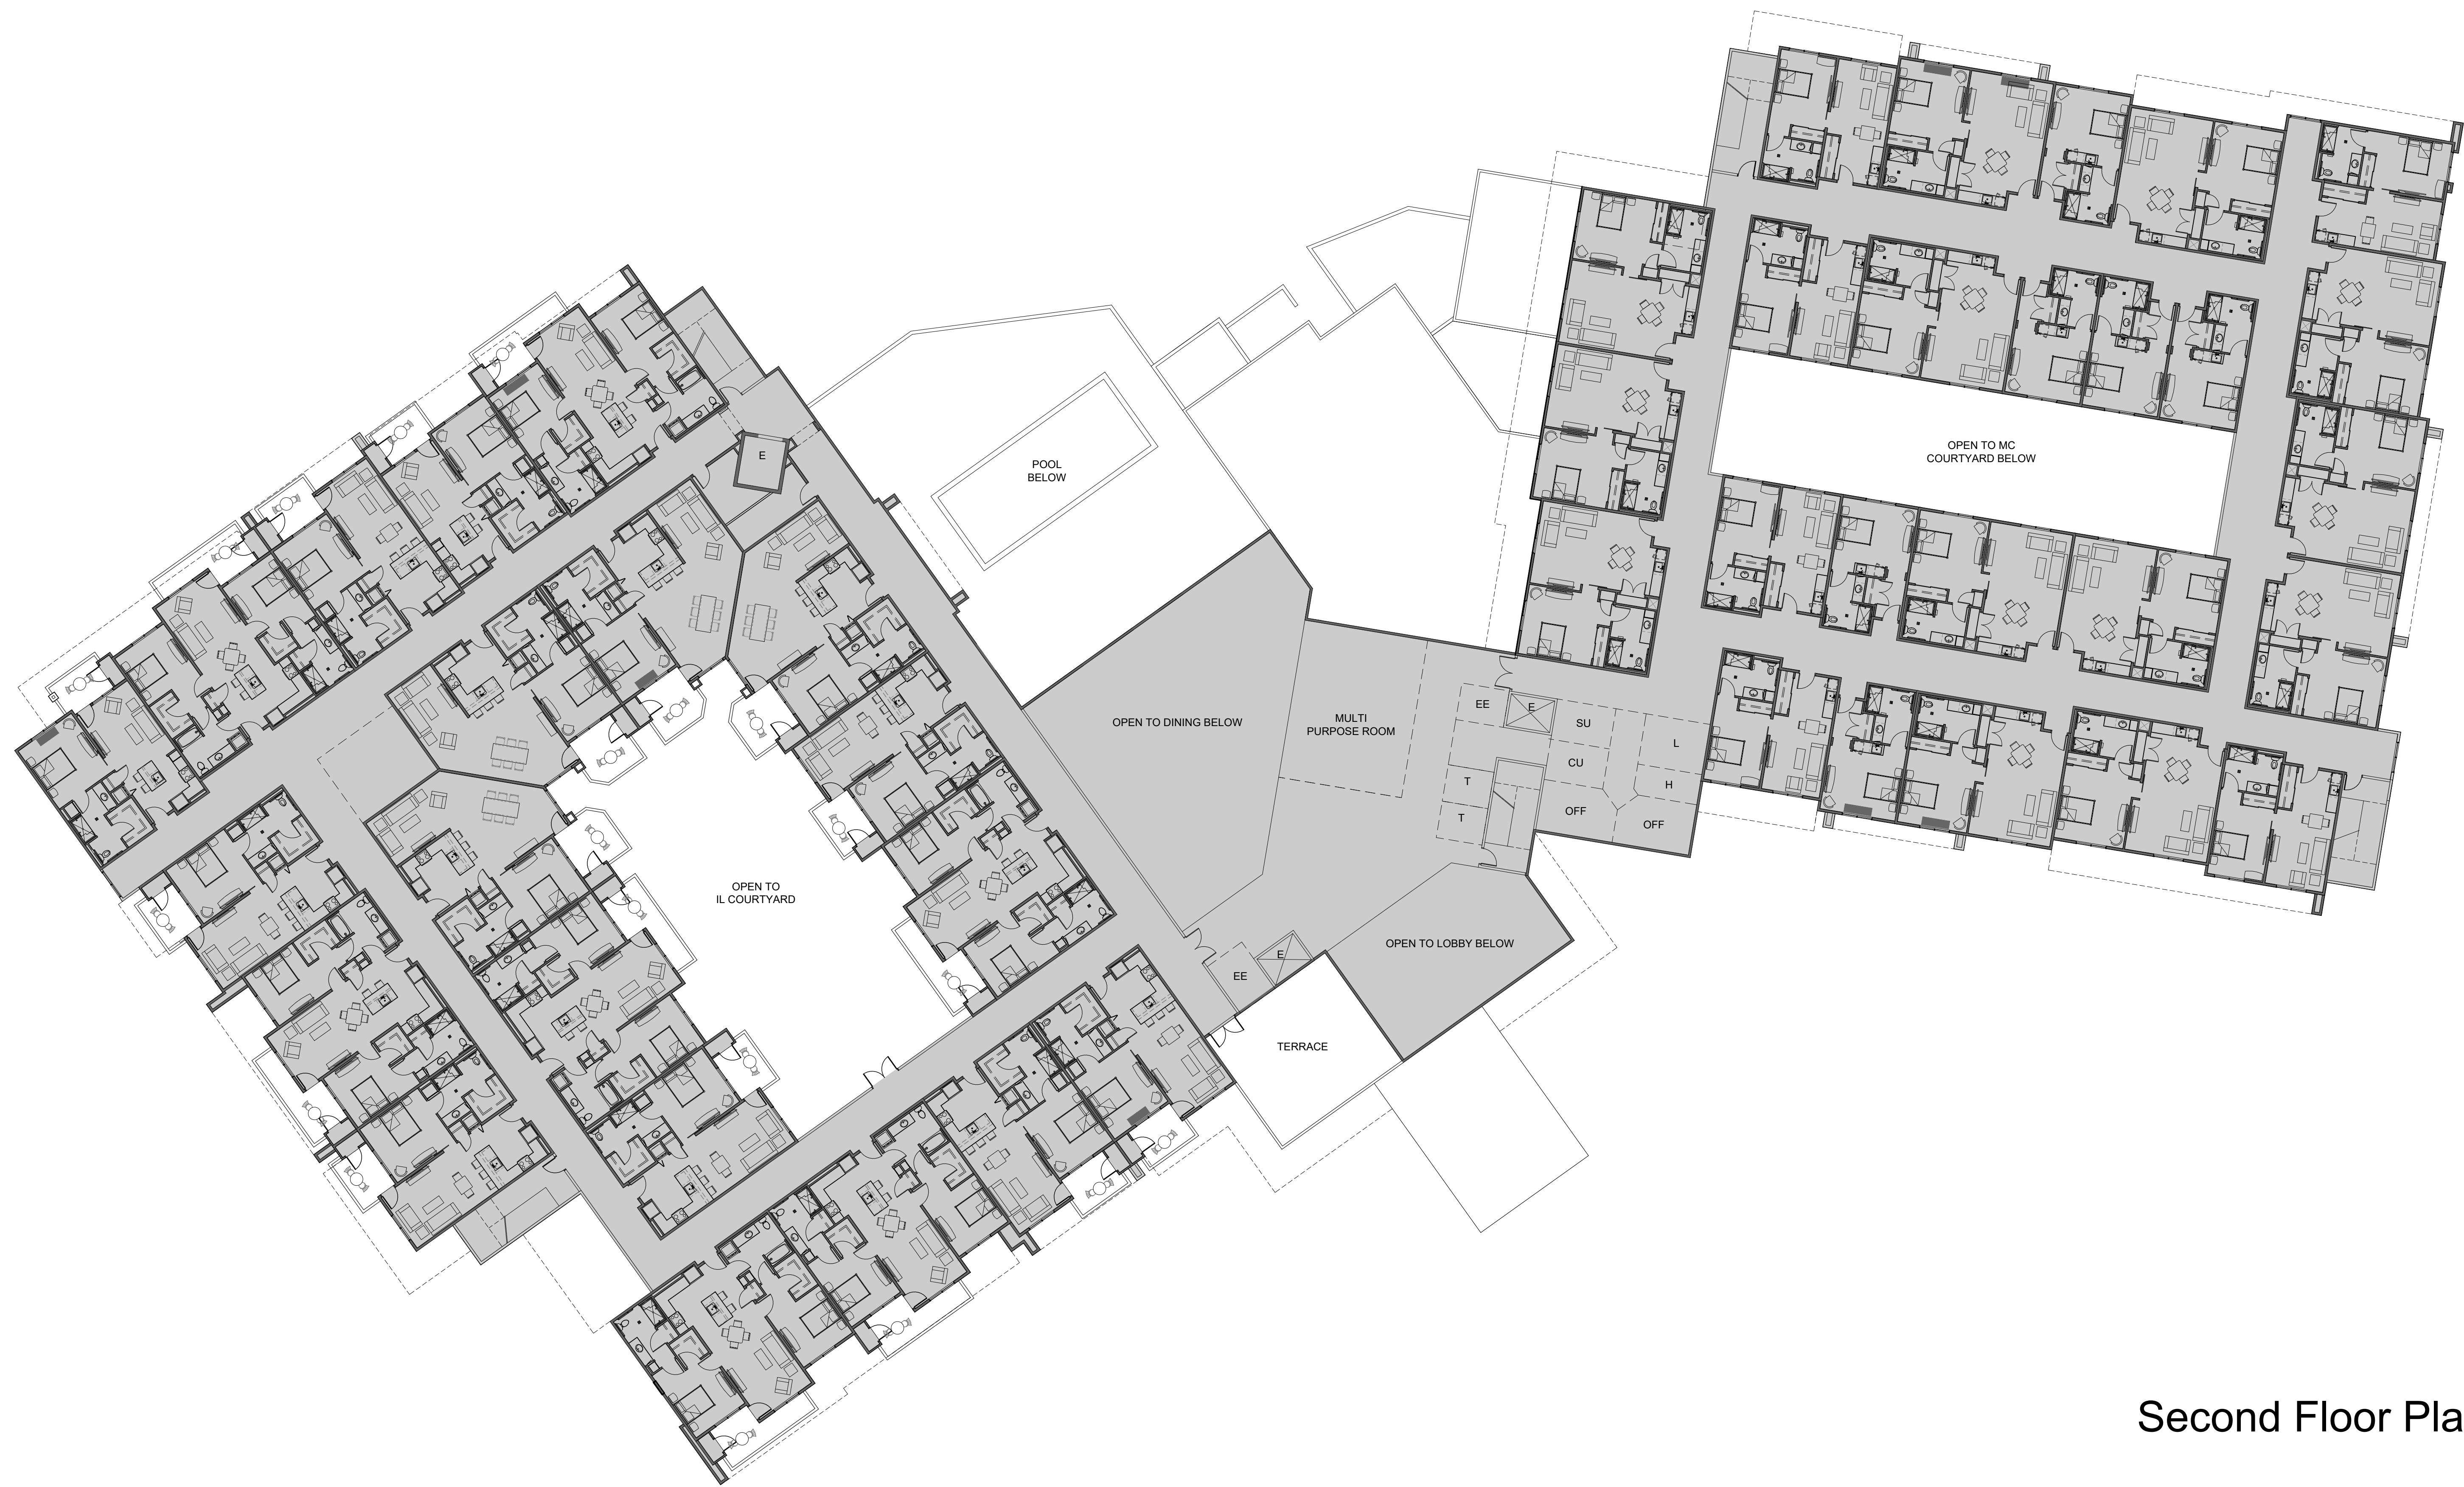 OPEN TO MC
COURTYARD BELOW
E
POOL
BELOW
EE
E
SU
L
CU
H
T
T
OFF
OFF
OPEN TO DINING BELOW
MULTI
PURPOSE ROOM
OPEN TO
IL COURTYARD
OPEN TO LOBBY BELOW
E
EE
TERRACE
Second Floor Pla